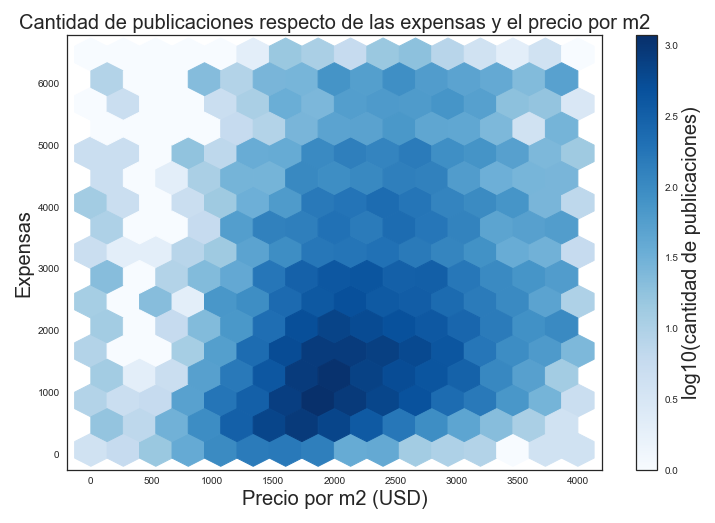 Cantidad de publicaciones respecto de las expensas y el precio por m2
Expensas
6000
5000
4000
3000
2000
1000
0
0 500 1000 1500 2000 2500 3000 3500 4000
Precio por m2 (USD)
3.0
2.5
2.0
1.5
1.0
0.5
0.0
log10(cantidad de publicaciones)